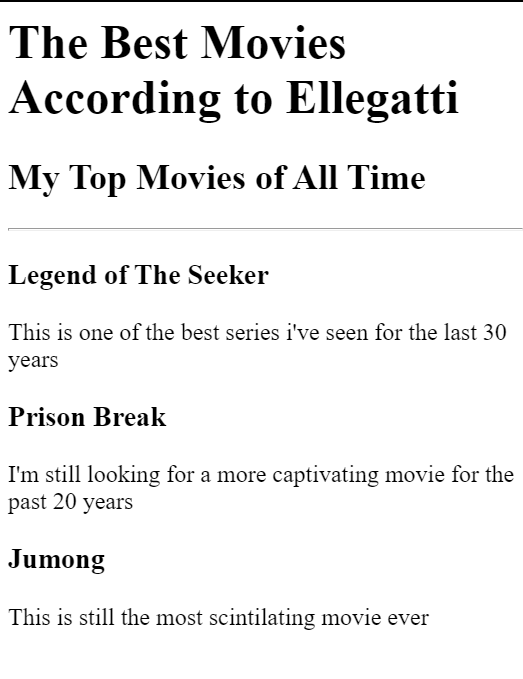 The Best Movies
According to Ellegatti
My Top Movies of All Time
Legend of The Seeker
This is one of the best series i've seen for the last 30
years
Prison Break
I'm still looking for a more captivating movie for the
past 20 years
Jumong
This is still the most scintilating movie ever